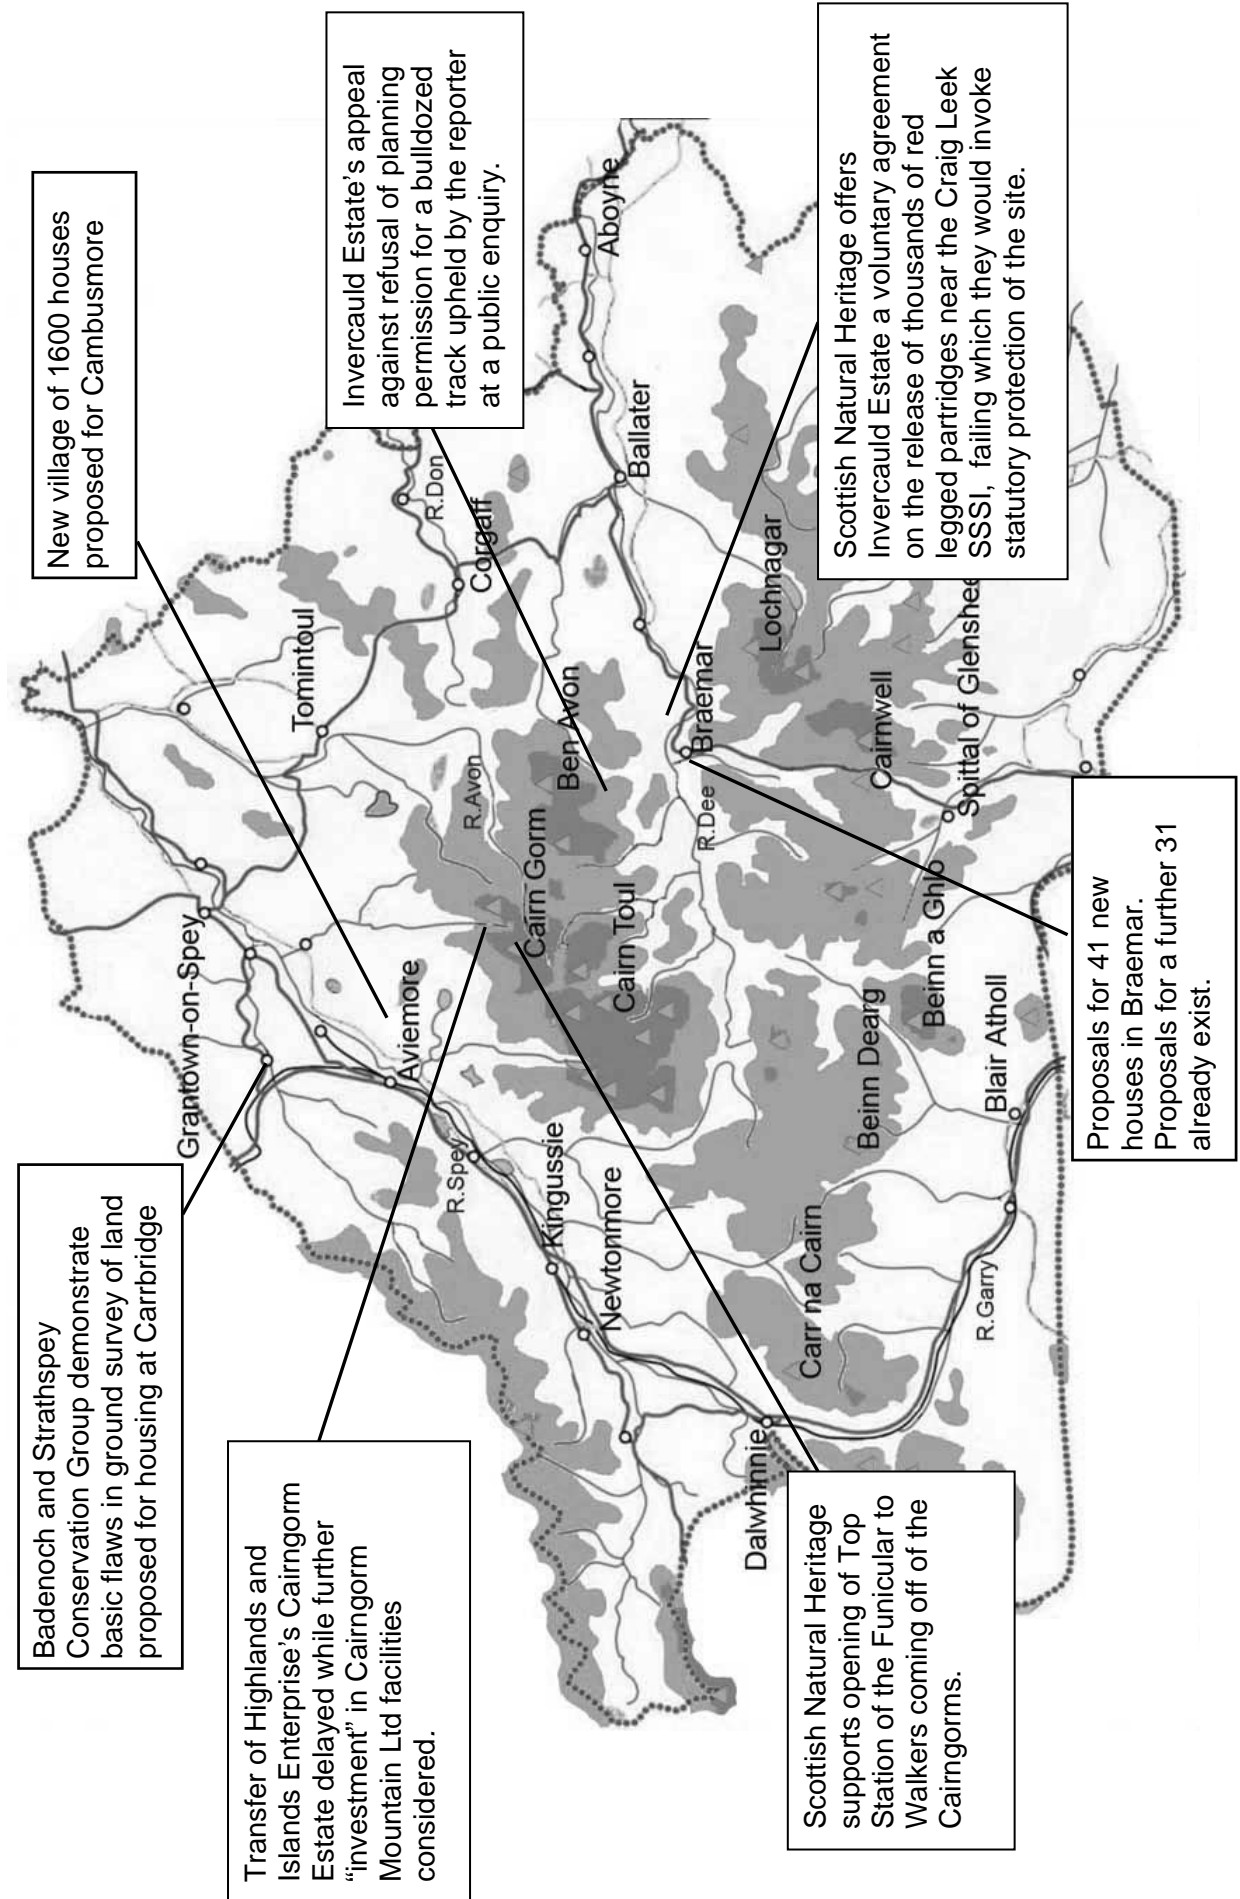 Badenoch and Strathspey
Conservation Group demonstrate
basic flaws in ground survey of land
proposed for housing at Carrbridge
New village of 1600 houses
proposed for Cambusmore
Transfer of Highlands and
Islands Enterprise's Cairngorm
Estate delayed while further
“investment” in Cairngorm
Mountain Ltd facilities
considered.
Invercauld Estate's appeal
against refusal of planning
permission for a bulldozed
track upheld by the reporter
at a public enquiry.
Scottish Natural Heritage
supports opening of Top
Station of the Funicular to
Walkers coming off of the
Cairngorms.
Scottish Natural Heritage offers
Invercauld Estate a voluntary agreement
on the release of thousands of red
legged partridges near the Craig Leek
SSSI, failing which they would invoke
statutory protection of the site.
Proposals for 41 new
houses in Braemar.
Proposals for a further 31
already exist.
Grantown-on-Spey
Tomintoul
Aviemore
R.Spey
R.Avon
R.Don
Corgaff
Kingussie
Newtonmore
Cairn Gorm
Ben Avon
Cairn Toul
Aboyne
Ballater
Braemar
R.Dee
Lochnagar
Carr na Cairn
Beinn Dearg
Beinn a Ghlo
Cairnwell
Spittal of Glenshee
Dalwhinnie
Blair Atholl
R.Garry